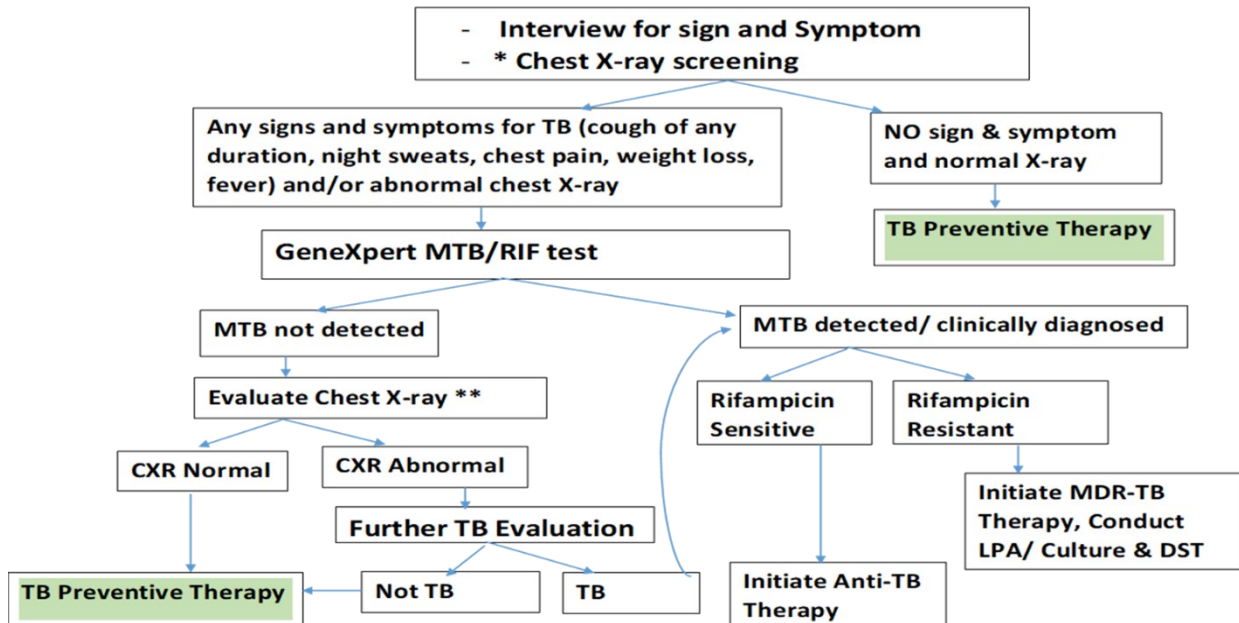 - Interview for sign and Symptom
- * Chest X-ray screening
Any signs and symptoms for TB (cough of any
duration, night sweats, chest pain, weight loss,
fever) and/or abnormal chest X-ray
NO sign & symptom
and normal X-ray
TB Preventive Therapy
GeneXpert MTB/RIF test
MTB not detected
MTB detected/ clinically diagnosed
Evaluate Chest X-ray **
Rifampicin
Sensitive
Rifampicin
Resistant
CXR Normal
CXR Abnormal
Initiate MDR-TB
Therapy, Conduct
LPA/ Culture & DST
Further TB Evaluation
TB Preventive Therapy
Not TB
TB
Initiate Anti-TB
Therapy